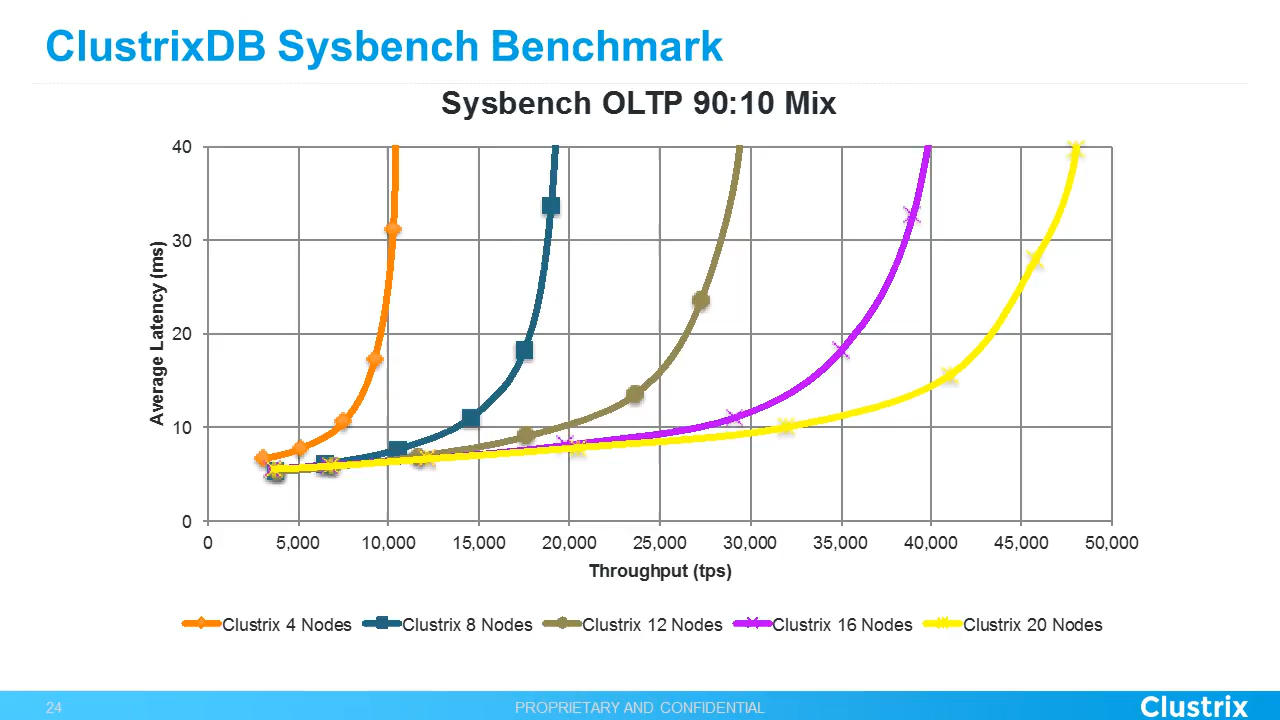 ClustrixDB Sysbench Benchmark
Sysbench OLTP 90:10 Mix
40
30
20
10
0
Average Latency (ms)
0 5,000 10,000 15,000 20,000 25,000 30,000 35,000 40,000 45,000 50,000
Throughput (tps)
Clustrix 4 Nodes Clustrix 8 Nodes Clustrix 12 Nodes Clustrix 16 Nodes Clustrix 20 Nodes
24 PROPRIETARY AND CONFIDENTIAL Clustrix